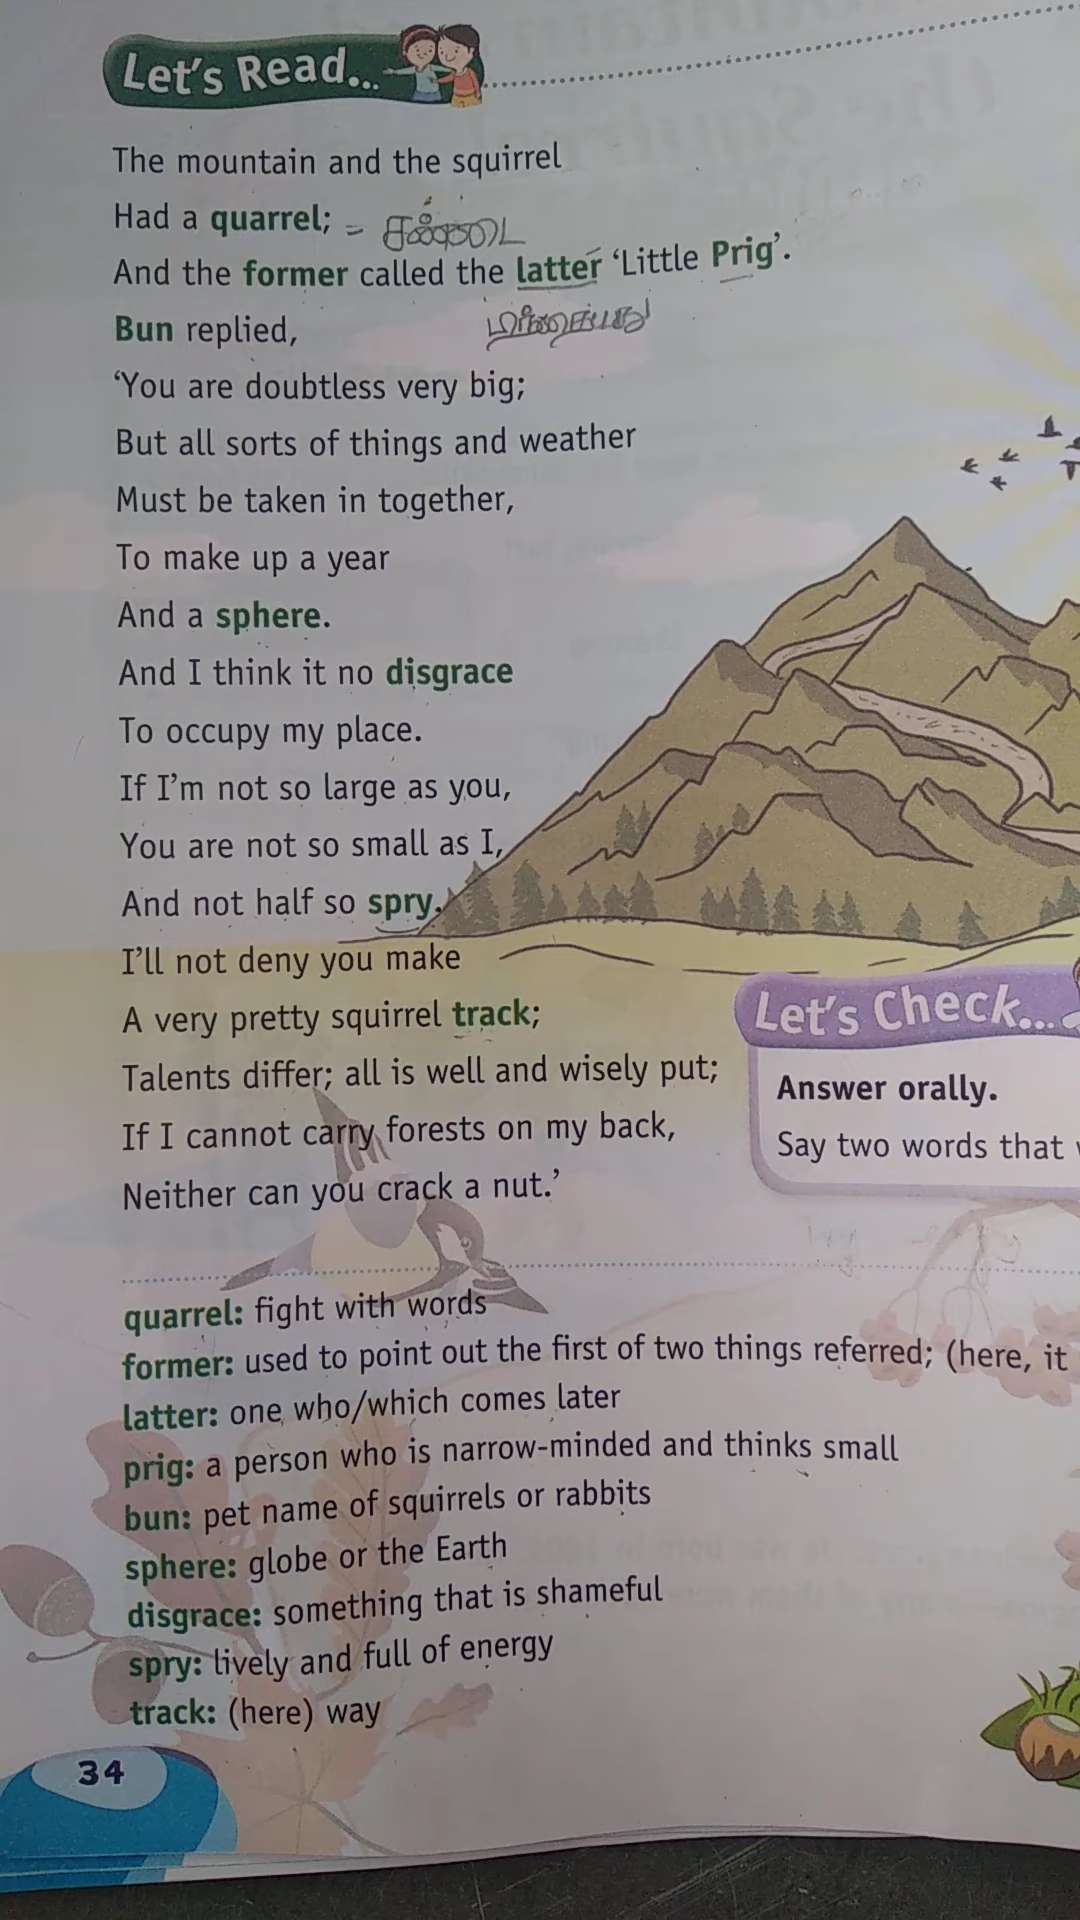 Let's Read...
The mountain and the squirrel
Had a quarrel; =
And the former called the latter ‘Little Prig’.
Bun replied,
‘You are doubtless very big;
But all sorts of things and weather
Must be taken in together,
To make up a year
And a sphere.
And I think it no disgrace
To occupy my place.
If I'm not so large as you,
You are not so small as I,
And not half so spry.
I'll not deny you make
A very pretty squirrel track;
Talents differ; all is well and wisely put;
If I cannot carry forests on my back,
Neither can you crack a nut.’
Let's Check...
Answer orally.
Say two words that
quarrel: fight with words
former: used to point out the first of two things referred; (here, it
latter: one who/which comes later
prig: a person who is narrow-minded and thinks small
bun: pet name of squirrels or rabbits
sphere: globe or the Earth
disgrace: something that is shameful
spry: lively and full of energy
track: (here) way
34